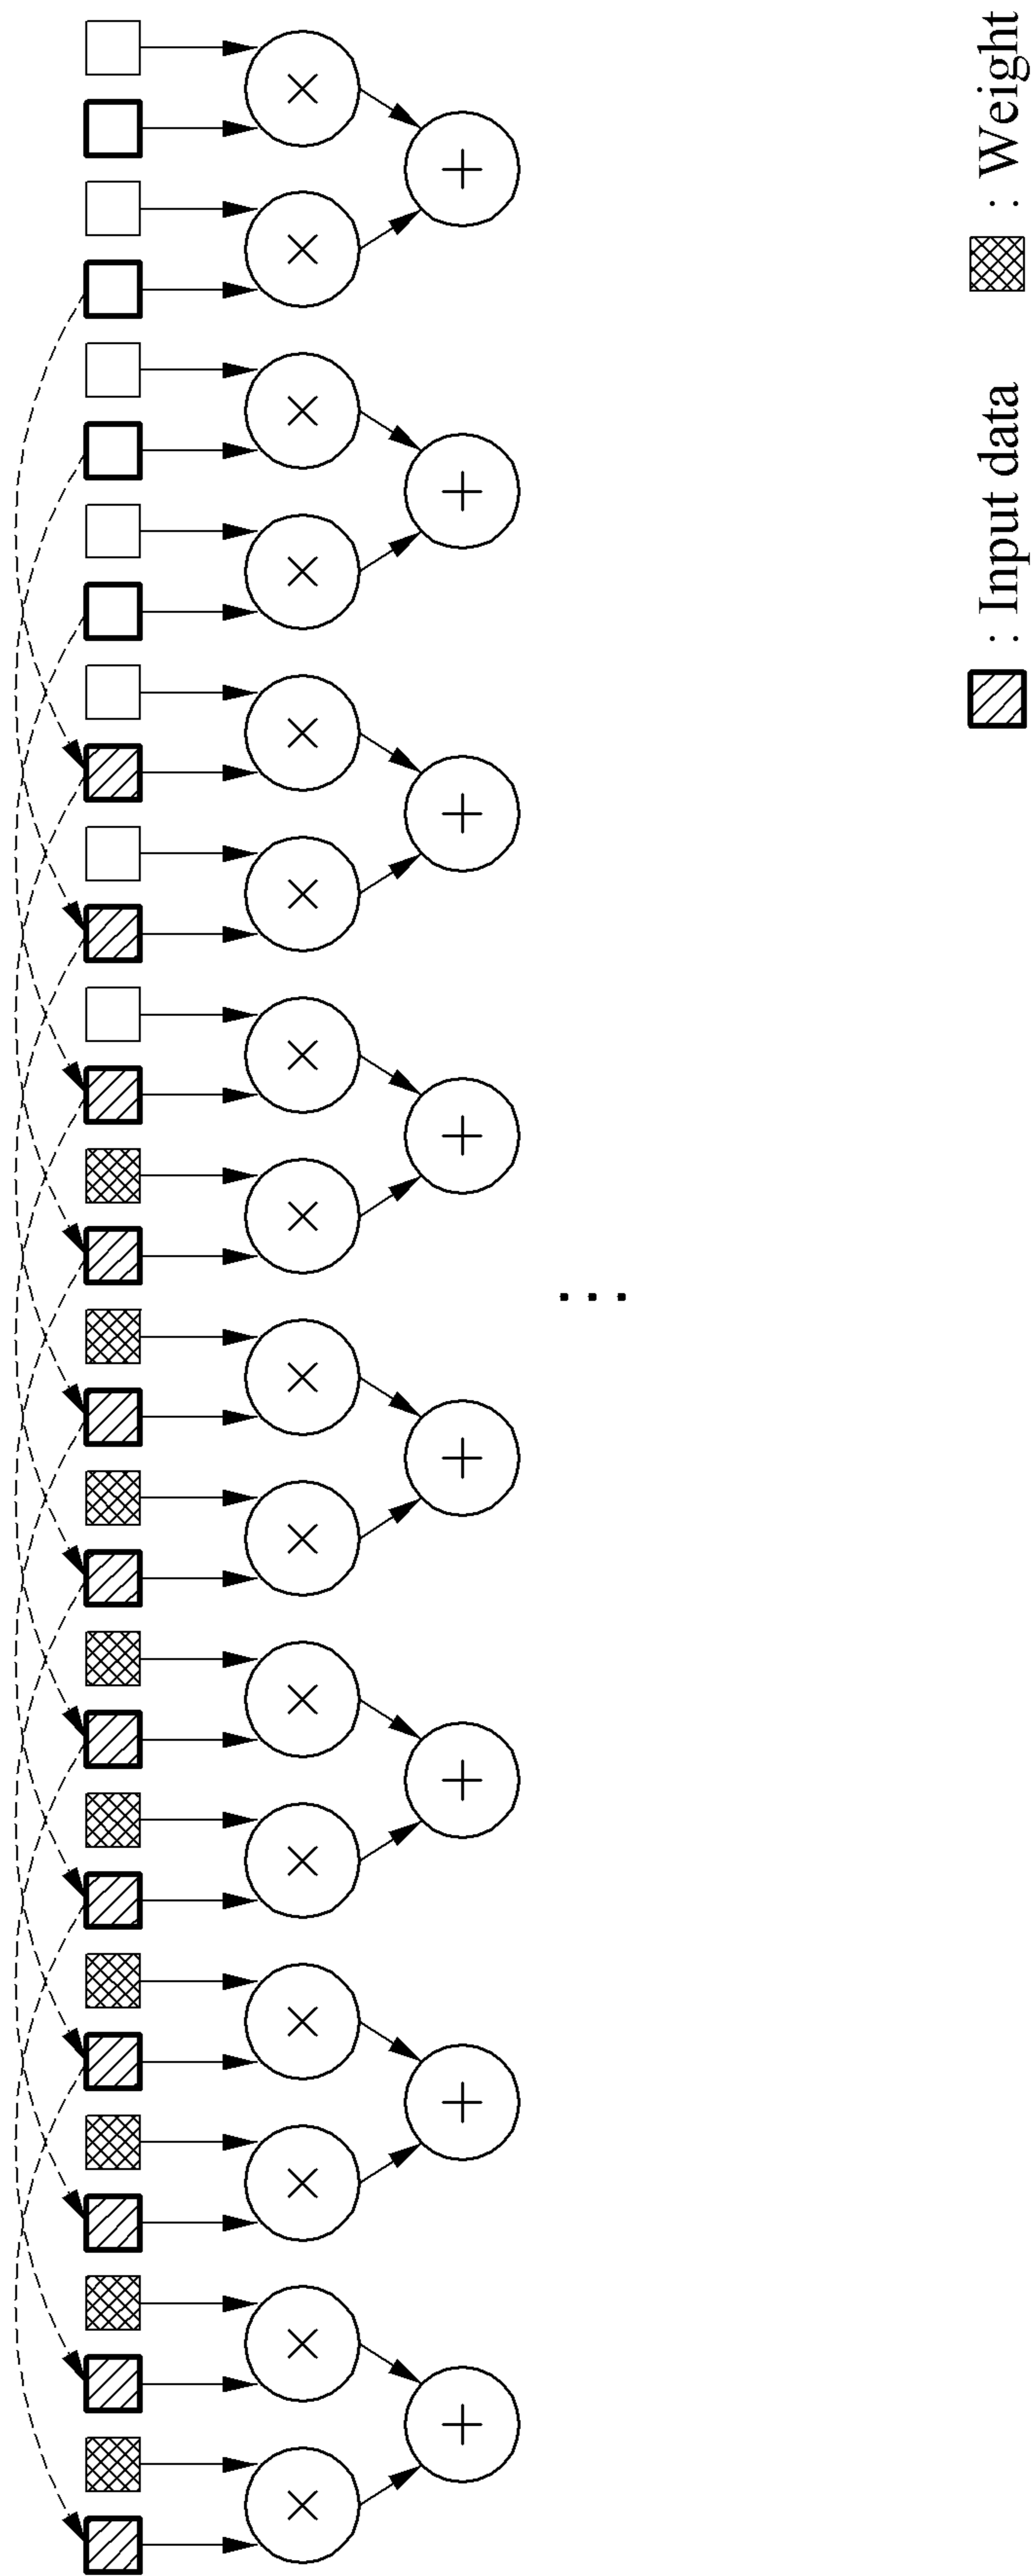 × × × × × × × × × × × × × × × ×
+ + + + + + + +
...
: Input data : Weight